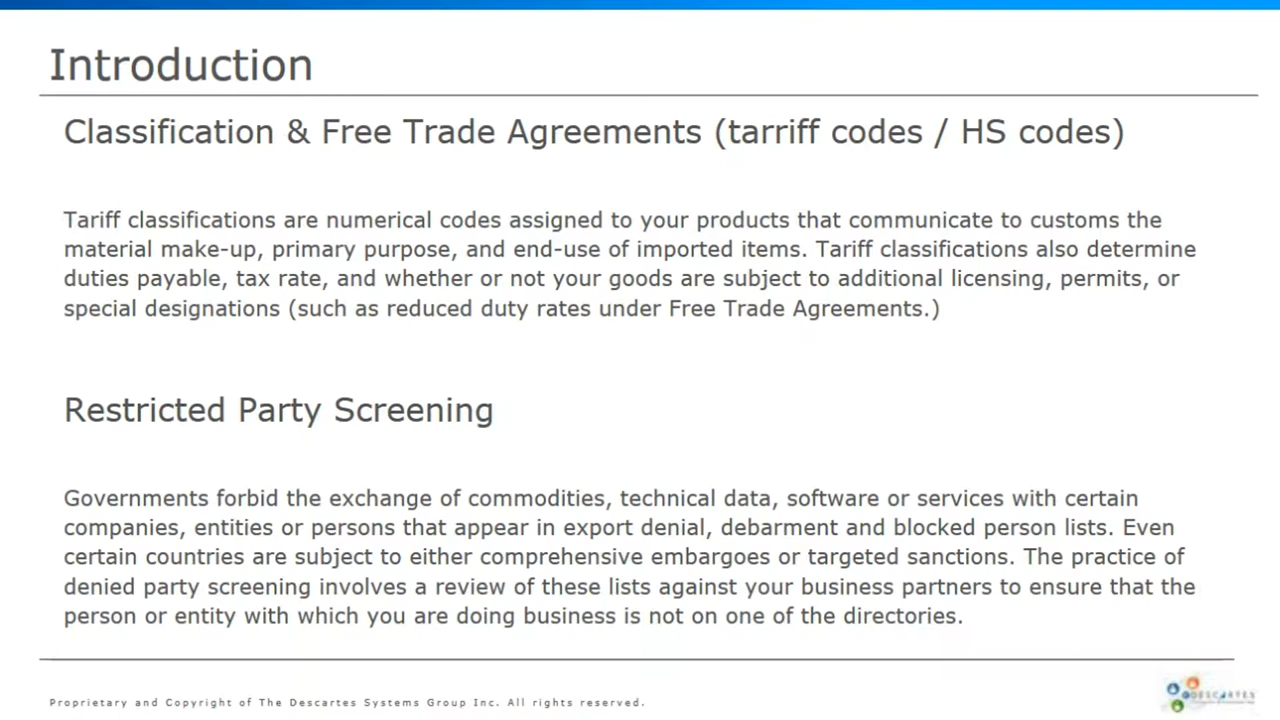 Introduction
Classification & Free Trade Agreements (tarriff codes / HS codes)
Tariff classifications are numerical codes assigned to your products that communicate to customs the
material make-up, primary purpose, and end-use of imported items. Tariff classifications also determine
duties payable, tax rate, and whether or not your goods are subject to additional licensing, permits, or
special designations (such as reduced duty rates under Free Trade Agreements.)
Restricted Party Screening
Governments forbid the exchange of commodities, technical data, software or services with certain
companies, entities or persons that appear in export denial, debarment and blocked person lists. Even
certain countries are subject to either comprehensive embargoes or targeted sanctions. The practice of
denied party screening involves a review of these lists against your business partners to ensure that the
person or entity with which you are doing business is not on one of the directories.
Proprietary and Copyright of The Descartes Systems Group Inc. All rights reserved.
DESCARTES